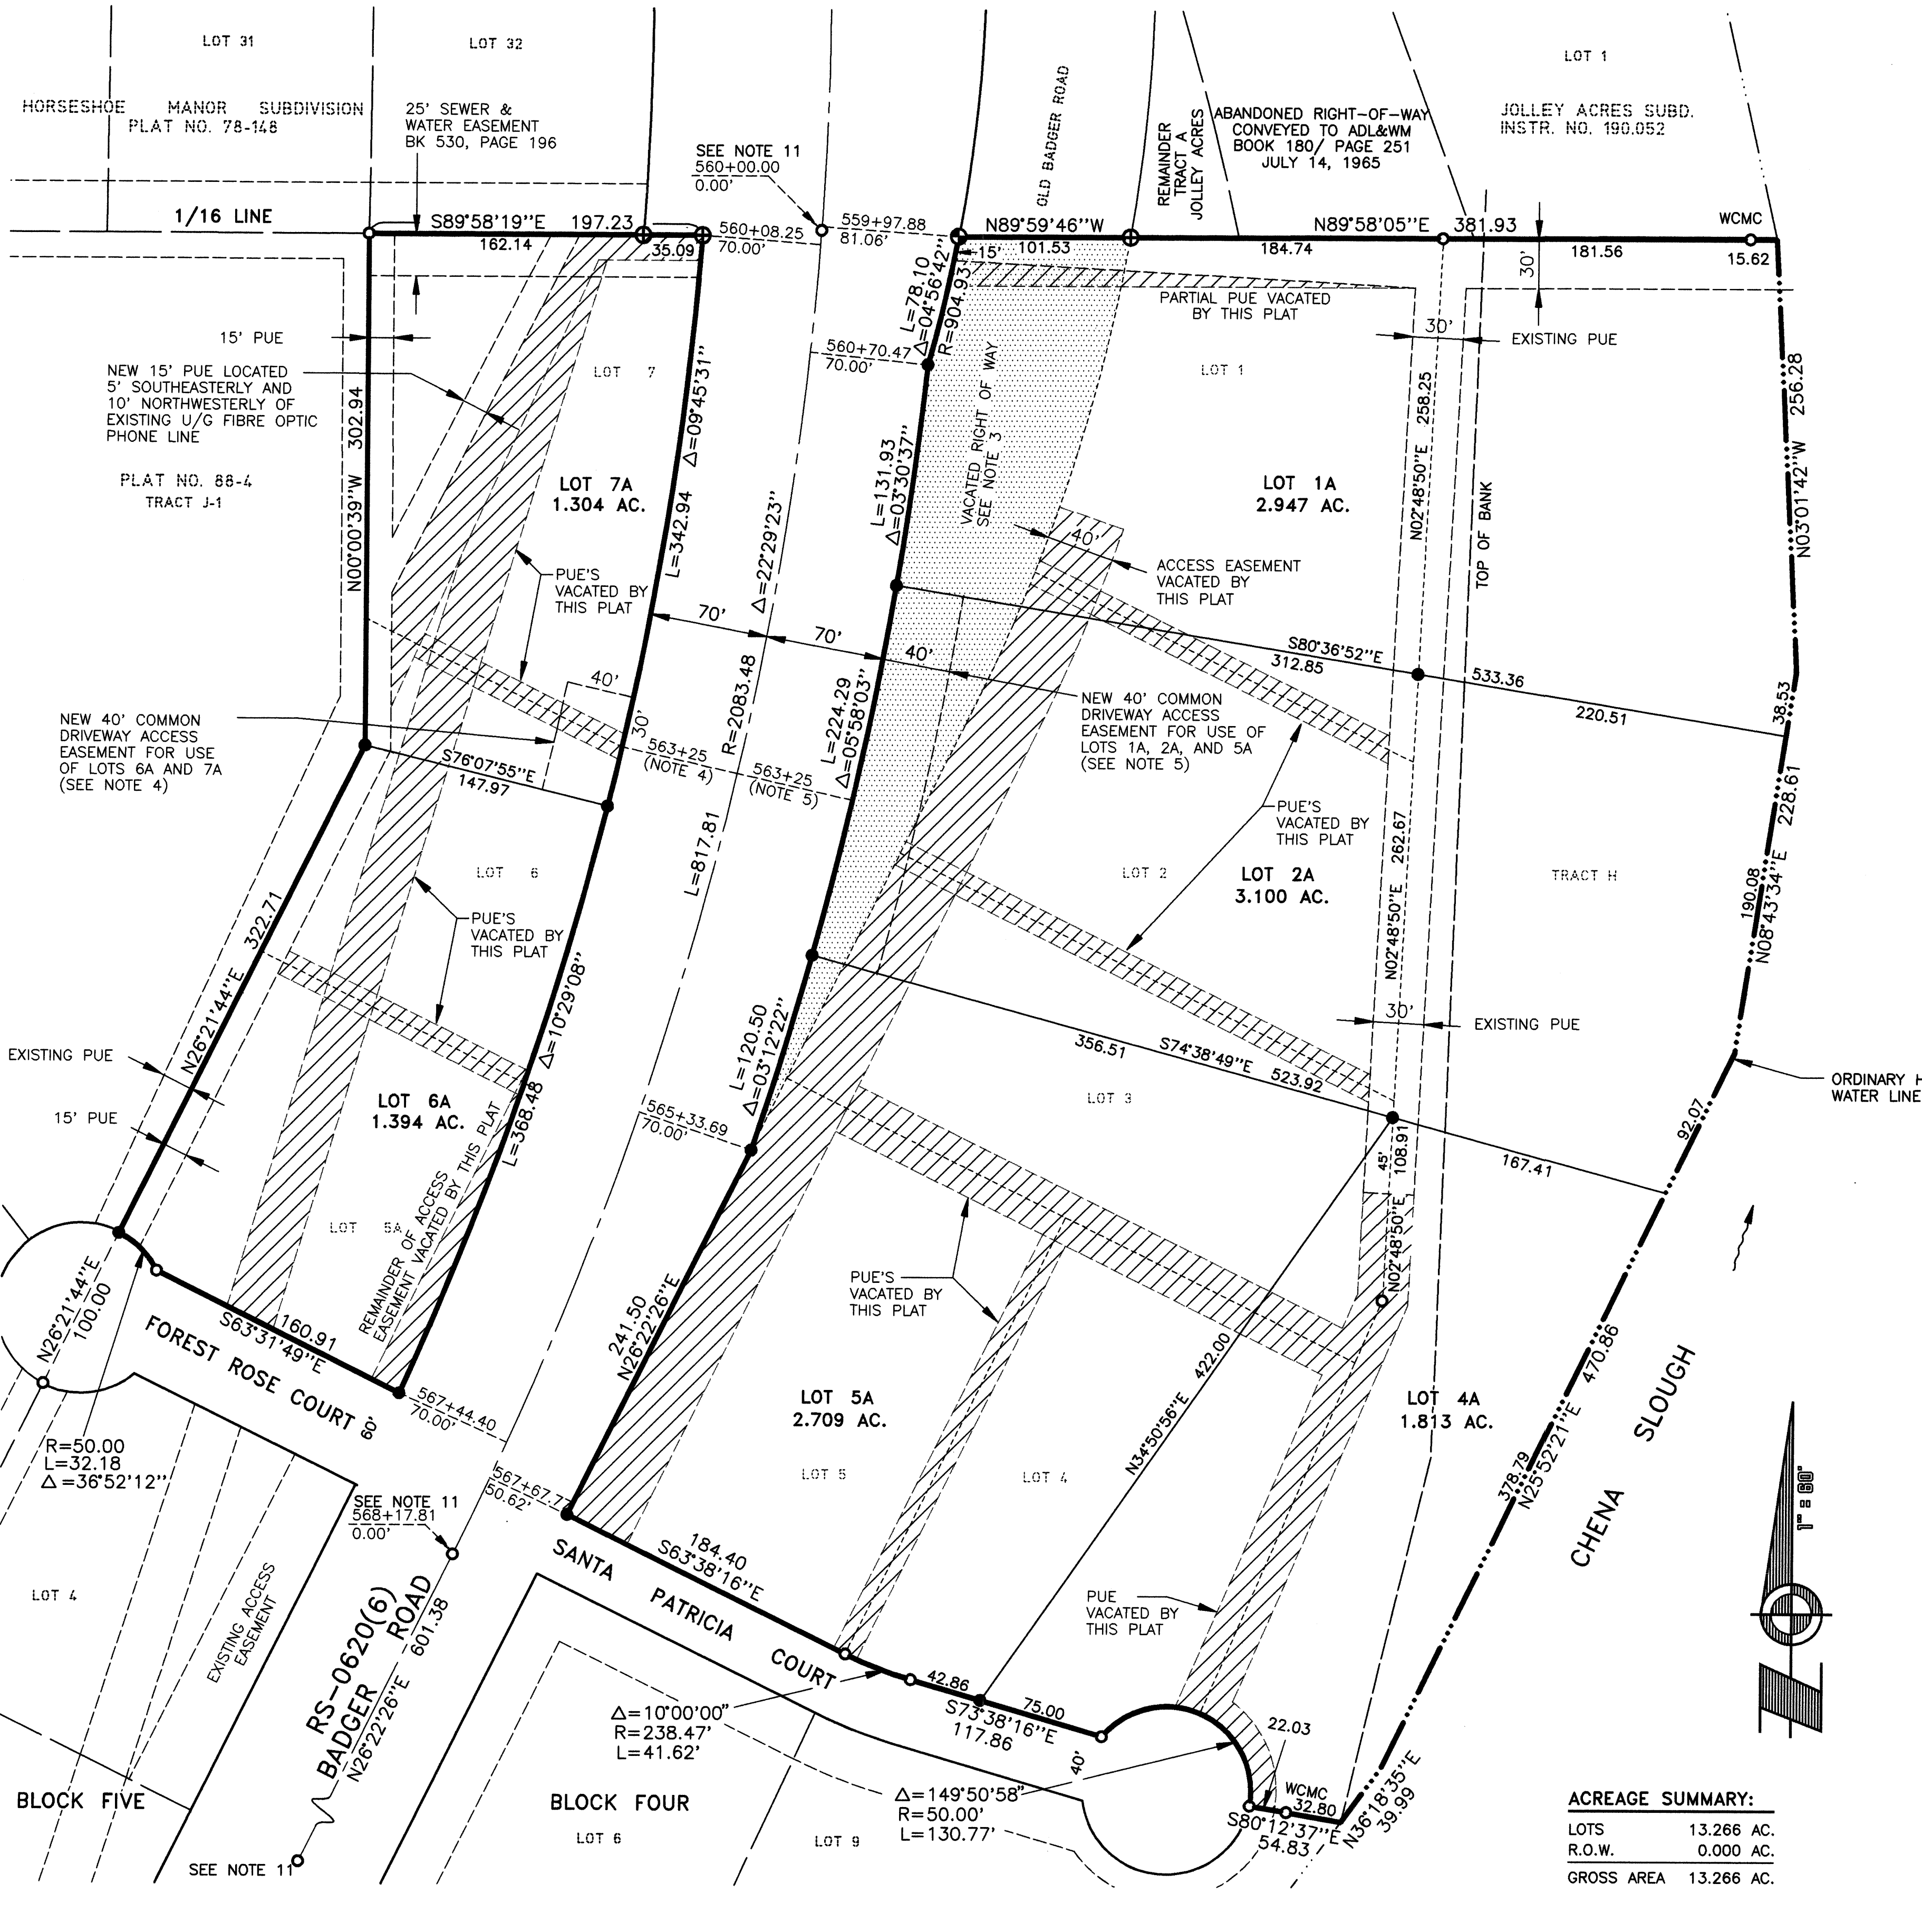 LOT 31
LOT 32
LOT 1
HORSESHOE MANOR SUBDIVISION
PLAT NO. 78-148
25' SEWER &
WATER EASEMENT
BK 530, PAGE 196
SEE NOTE 11
560+00.00
0.00'
OLD BADGER ROAD
REMAINDER
TRACT A
JOLLEY ACRES
ABANDONED RIGHT-OF-WAY
CONVEYED TO ADL&WM
BOOK 180/ PAGE 251
JULY 14, 1965
JOLLEY ACRES SUBD.
INSTR. NO. 190.052
1/16 LINE
S89°58'19"E 197.23
162.14
35.09
560+08.25
70.00'
559+97.88
81.06'
N89°59'46"W
101.53
15'
N89°58'05"E 381.93
184.74
181.56
WCMC
15.62
30'
L=78.10
Δ=04°56'42"
R=904.93
560+70.47
70.00'
PARTIAL PUE VACATED
BY THIS PLAT
30'
EXISTING PUE
15' PUE
NEW 15' PUE LOCATED
5' SOUTHEASTERLY AND
10' NORTHWESTERLY OF
EXISTING U/G FIBRE OPTIC
PHONE LINE
PLAT NO. 88-4
TRACT J-1
N00°00'39"W 302.94
LOT 7
LOT 7A
1.304 AC.
L=342.94 Δ=09°45'31"
PUE'S
VACATED BY
THIS PLAT
Δ=22°29'23"
R=2083.48
L=817.81
L=131.93
Δ=03°30'37"
VACATED RIGHT OF WAY
SEE NOTE 3
LOT 1
LOT 1A
2.947 AC.
N02°48'50"E 258.25
TOP OF BANK
N03°01'42"W 256.28
40'
ACCESS EASEMENT
VACATED BY
THIS PLAT
70'
70'
40'
S80°36'52"E
312.85
533.36
220.51
38.53
NEW 40' COMMON
DRIVEWAY ACCESS
EASEMENT FOR USE
OF LOTS 6A AND 7A
(SEE NOTE 4)
40'
30'
S76°07'55"E
147.97
563+25
(NOTE 4)
563+25
(NOTE 5)
L=224.29
Δ=05°58'03"
NEW 40' COMMON
DRIVEWAY ACCESS
EASEMENT FOR USE OF
LOTS 1A, 2A, AND 5A
(SEE NOTE 5)
PUE'S
VACATED BY
THIS PLAT
228.61
190.08
N08°43'34"E
N26°21'44"E 322.71
LOT 6
PUE'S
VACATED BY
THIS PLAT
LOT 2
LOT 2A
3.100 AC.
N02°48'50"E 262.67
TRACT H
L=368.48 Δ=10°29'08"
30'
EXISTING PUE
EXISTING PUE
15' PUE
LOT 6A
1.394 AC.
L=120.50
Δ=03°12'22"
565+33.69
70.00'
356.51
S74°38'49"E
523.92
167.41
LOT 3
ORDINARY
WATER LINE
92.07
45'
108.91
N02°48'50"E
LOT 5A
REMAINDER OF ACCESS
EASEMENT VACATED BY THIS PLAT
N26°21'44"E
100.00
160.91
S63°31'49"E
FOREST ROSE COURT
60'
567+44.40
70.00'
R=50.00
L=32.18
Δ=36°52'12"
241.50
N26°22'26"E
PUE'S
VACATED BY
THIS PLAT
N34°50'56"E 422.00
LOT 5A
2.709 AC.
LOT 4A
1.813 AC.
470.86
378.79
N25°52'21"E
CHENA SLOUGH
1"=60'
LOT 5
LOT 4
567+67.77
50.62'
SEE NOTE 11
568+17.81
0.00'
LOT 4
EXISTING ACCESS
EASEMENT
RS-0620(6)
BADGER ROAD
N26°22'26"E 601.38
SANTA PATRICIA COURT
184.40
S63°38'16"E
PUE
VACATED BY
THIS PLAT
42.86
75.00
S73°38'16"E
117.86
40'
Δ=10°00'00"
R=238.47'
L=41.62'
Δ=149°50'58"
R=50.00'
L=130.77'
22.03
WCMC
32.80
S80°12'37"E
54.83
N36°18'35"E
39.99
BLOCK FIVE
BLOCK FOUR
LOT 6
LOT 9
SEE NOTE 11
ACREAGE SUMMARY:
LOTS 13.266 AC.
R.O.W. 0.000 AC.
GROSS AREA 13.266 AC.